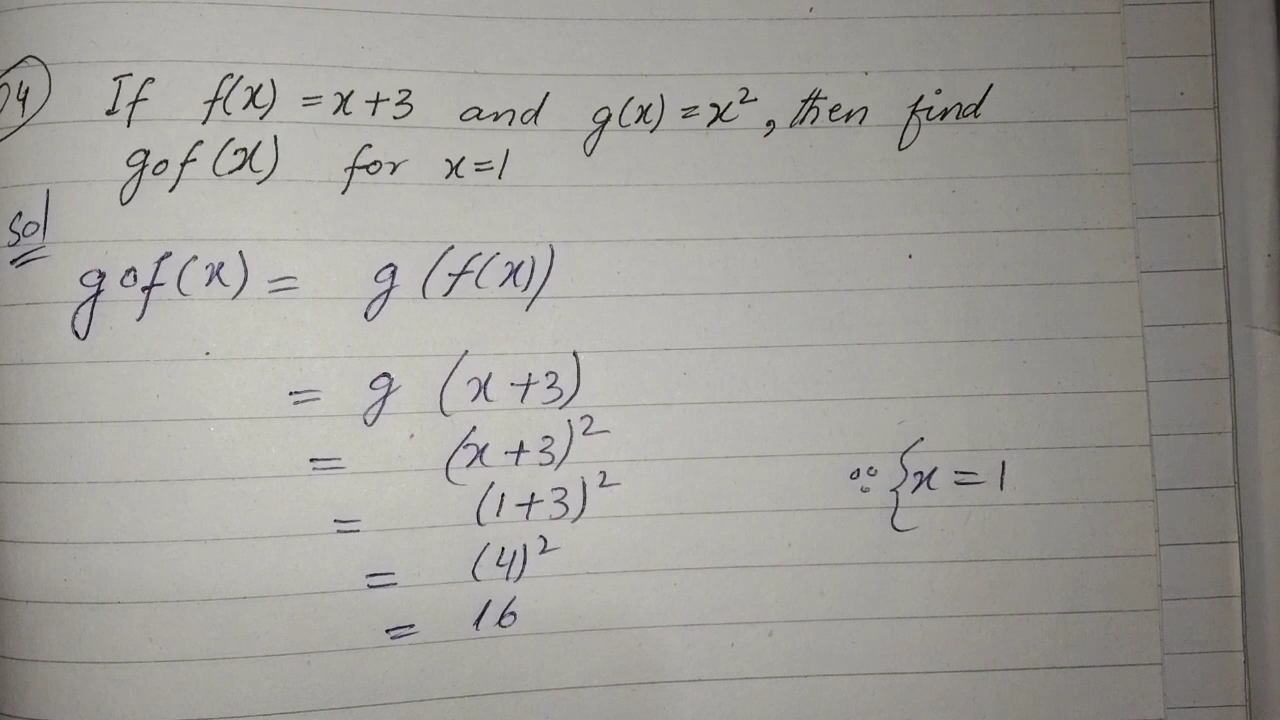 04) If f(x) = x+3 and g(x) = x², then find
gof(x) for x=1
Sol
gof(x) = g(f(x))
= g (x+3)
= (x+3)²
= (1+3)² ∵ {x = 1
= (4)²
= 16